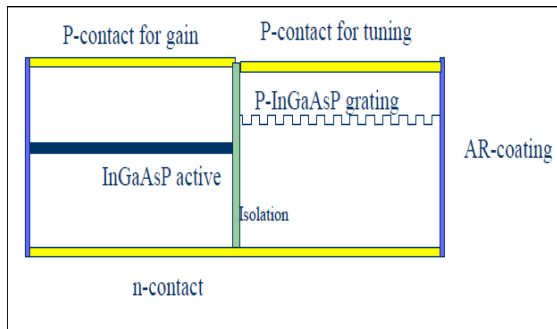 P-contact for gain
P-contact for tuning
P-InGaAsP grating
AR-coating
InGaAsP active
Isolation
n-contact